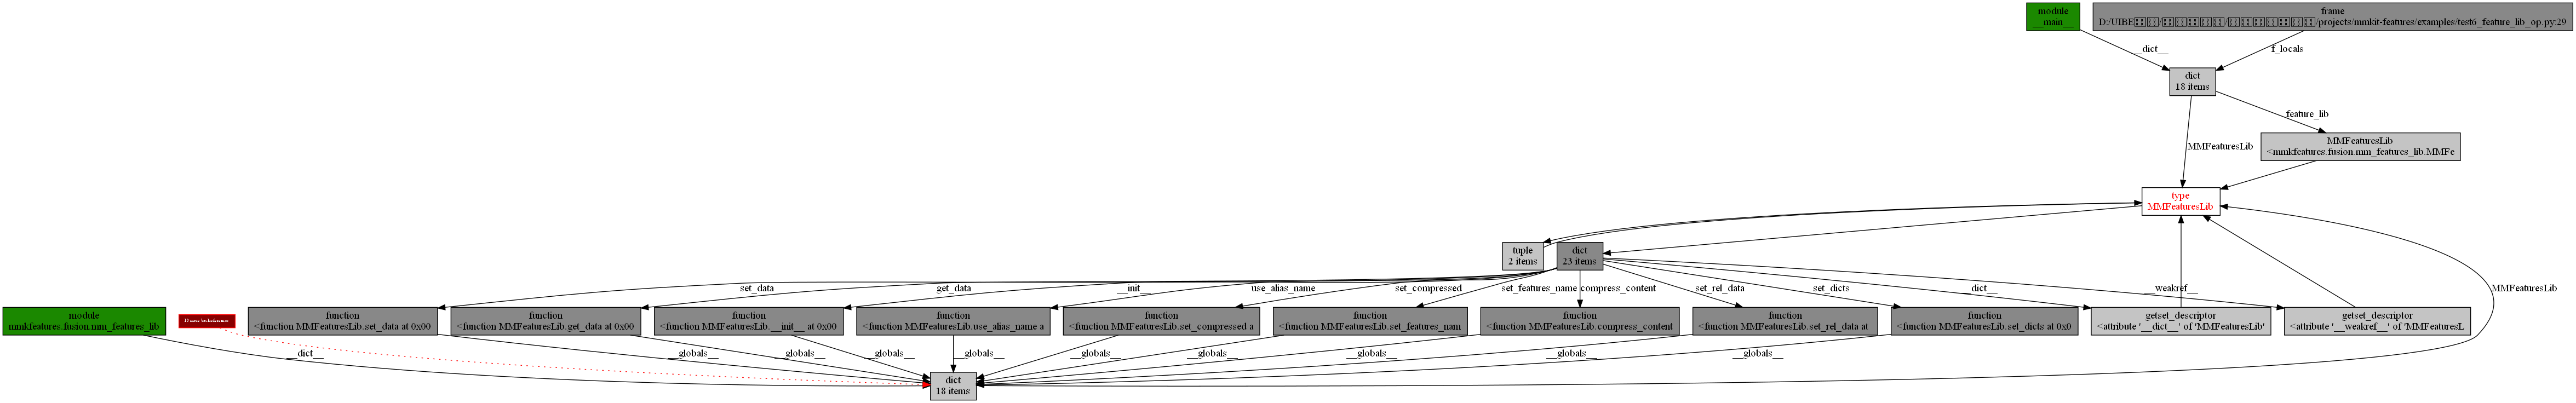 module
__main__
frame
D:/UIBE/projects/mmkit-features/examples/test6_feature_lib_op.py:29
__dict__
f_locals
dict
18 items
feature_lib
MMFeaturesLib
MMFeaturesLib
<mmkfeatures.fusion.mm_features_lib.MMFe
type
MMFeaturesLib
tuple
2 items
dict
23 items
set_data
get_data
__init__
use_alias_name
set_compressed
set_features_name
compress_content
set_rel_data
set_dicts
__dict__
__weakref__
MMFeaturesLib
module
mmkfeatures.fusion.mm_features_lib
function
<function MMFeaturesLib.set_data at 0x00
function
<function MMFeaturesLib.get_data at 0x00
function
<function MMFeaturesLib.__init__ at 0x00
function
<function MMFeaturesLib.use_alias_name a
function
<function MMFeaturesLib.set_compressed a
function
<function MMFeaturesLib.set_features_nam
function
<function MMFeaturesLib.compress_content
function
<function MMFeaturesLib.set_rel_data at
function
<function MMFeaturesLib.set_dicts at 0x0
getset_descriptor
<attribute '__dict__' of 'MMFeaturesLib'
getset_descriptor
<attribute '__weakref__' of 'MMFeaturesL
__dict__
__globals__
__globals__
__globals__
__globals__
__globals__
__globals__
__globals__
__globals__
__globals__
dict
18 items